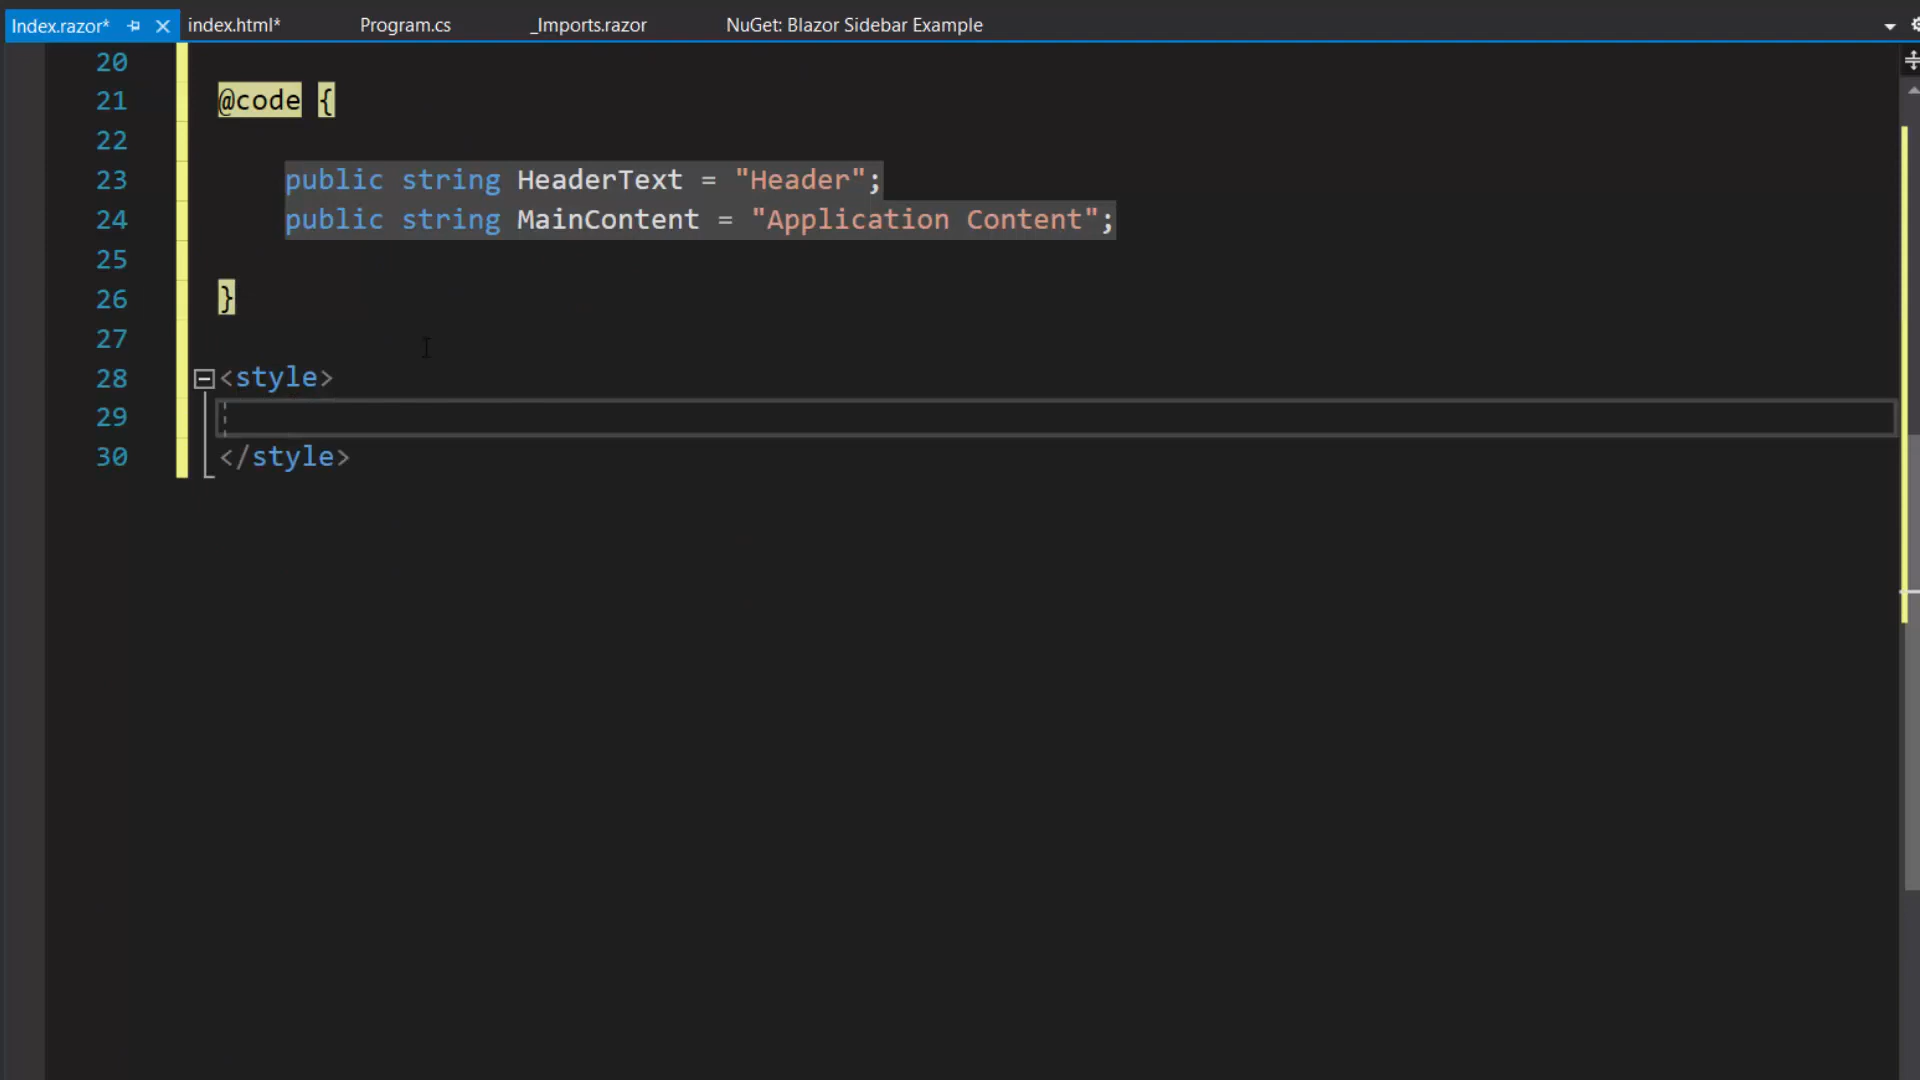 Index.razor* index.html* Program.cs _Imports.razor NuGet: Blazor Sidebar Example
20
21 @code {
22
23 public string HeaderText = "Header";
24 public string MainContent = "Application Content";
25
26 }
27
28 <style>
29
30 </style>